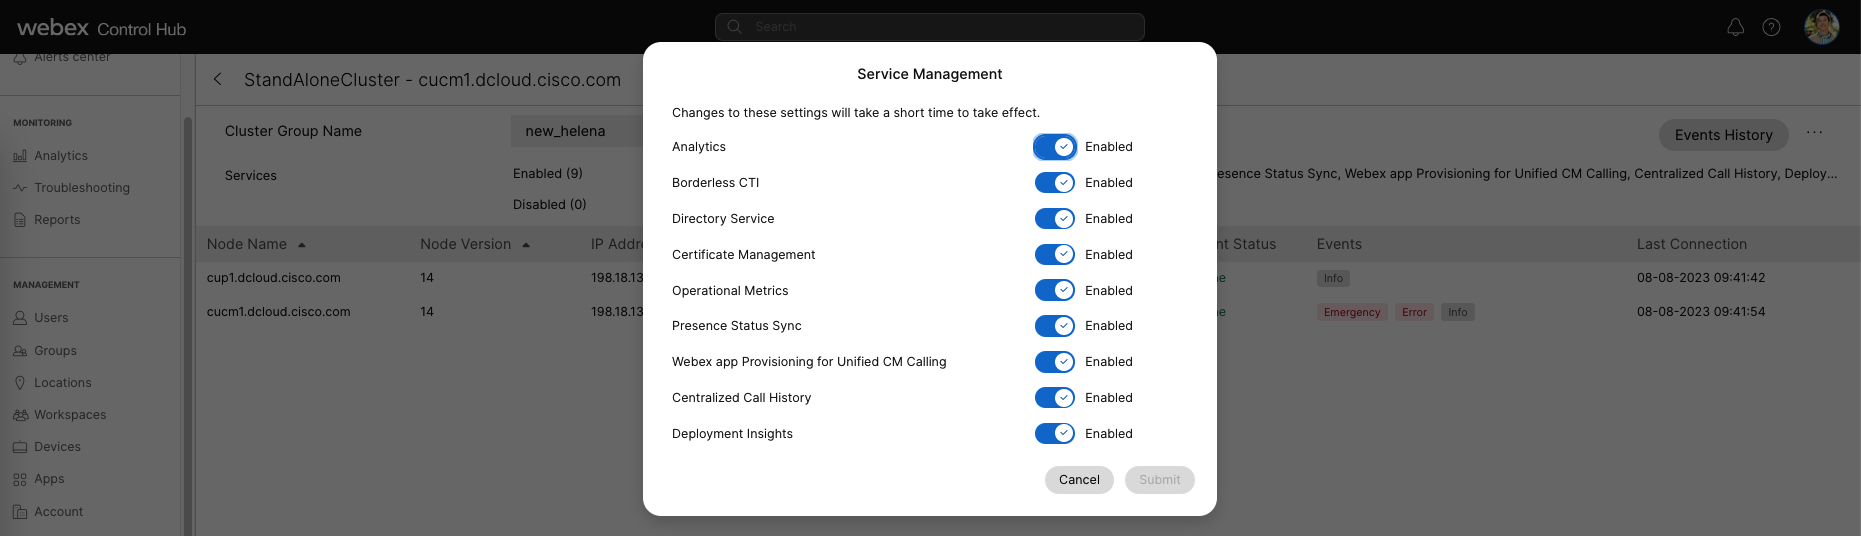 webex Control Hub
Search
Alerts center
MONITORING
Analytics
Troubleshooting
Reports
MANAGEMENT
Users
Groups
Locations
Workspaces
Devices
Apps
Account
StandAloneCluster - cucm1.dcloud.cisco.com
Cluster Group Name new_helena
Events History ...
Services Enabled (9)
Status Sync, Webex app Provisioning for Unified CM Calling, Centralized Call History, Deploy...
Disabled (0)
Node Name Node Version IP Status Events Last Connection
cup1.dcloud.cisco.com 14 198.18.13 Info 08-08-2023 09:41:42
cucm1.dcloud.cisco.com 14 198.18.13 Emergency Error Info 08-08-2023 09:41:54
Service Management
Changes to these settings will take a short time to take effect.
Analytics Enabled
Borderless CTI Enabled
Directory Service Enabled
Certificate Management Enabled
Operational Metrics Enabled
Presence Status Sync Enabled
Webex app Provisioning for Unified CM Calling Enabled
Centralized Call History Enabled
Deployment Insights Enabled
Cancel Submit